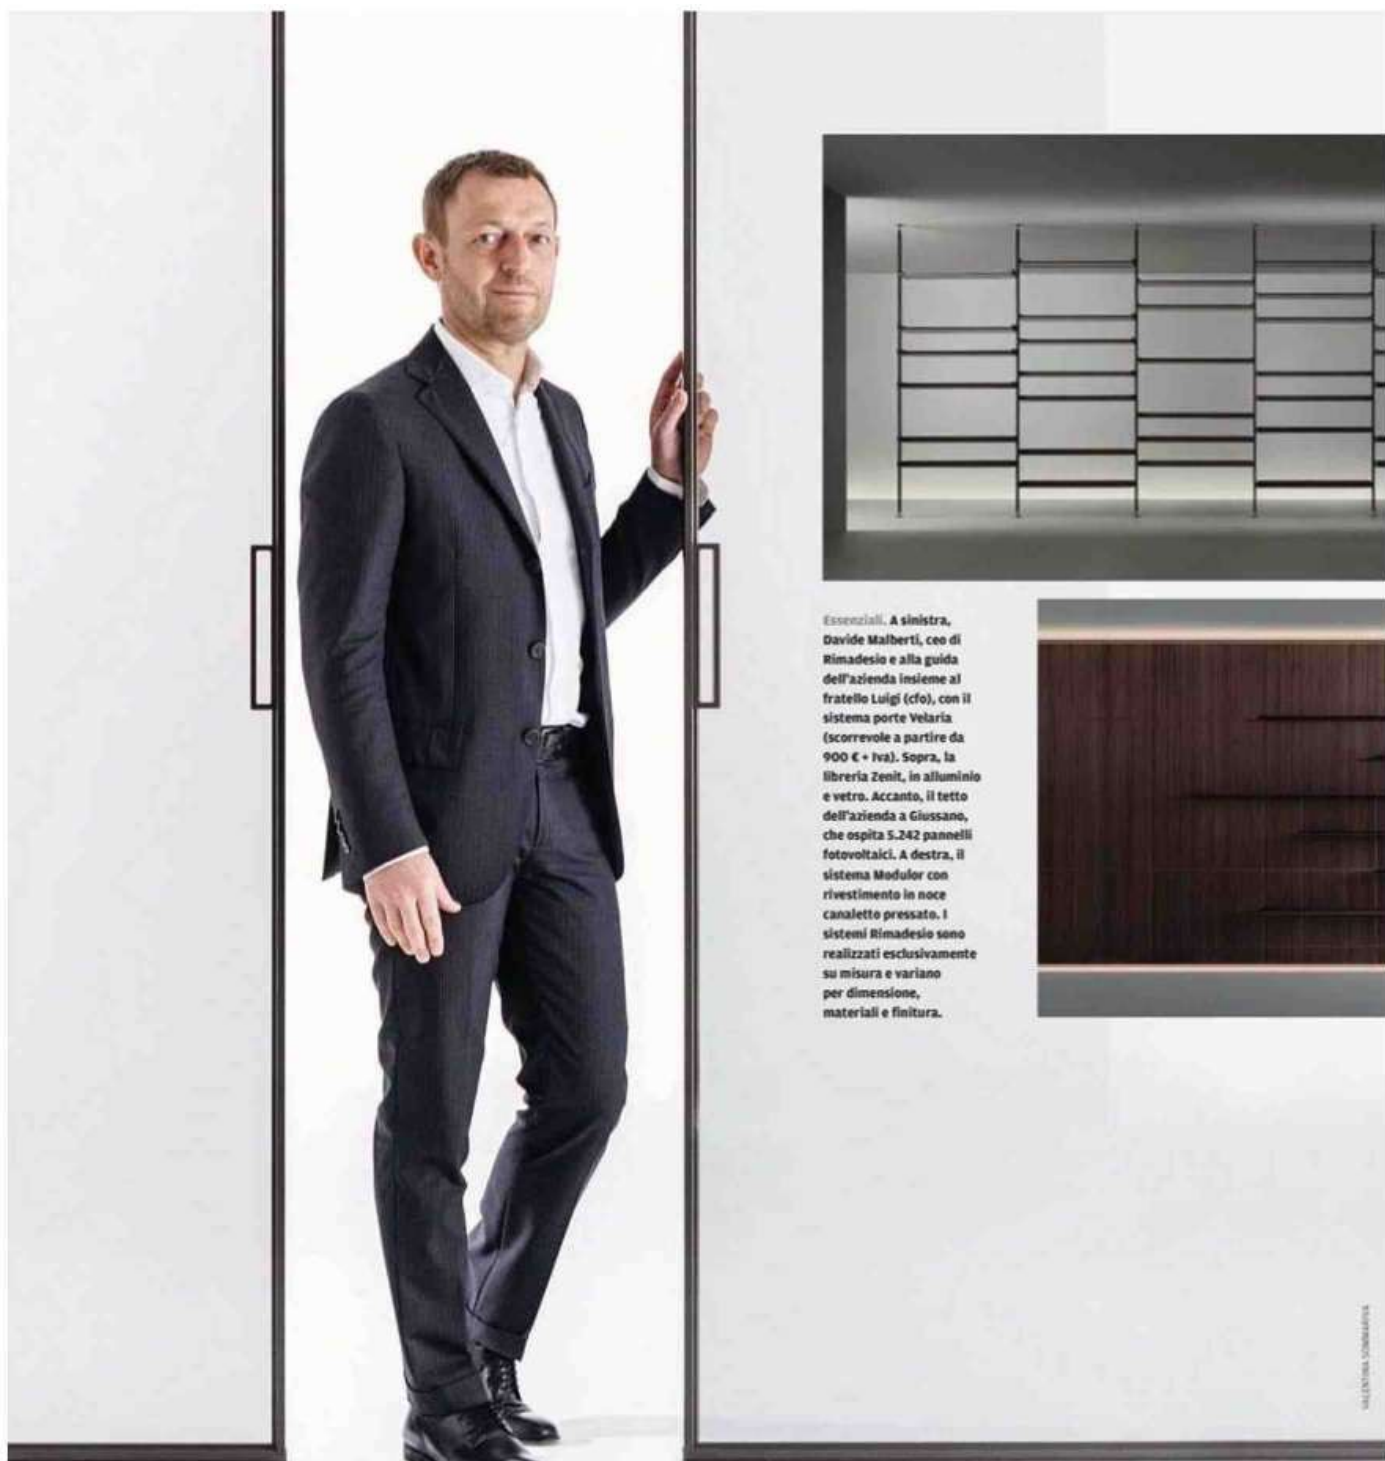 Essenziali. A sinistra,
Davide Malberti, ceo di
Rimadesio e alla guida
dell'azienda insieme al
fratello Luigi (cfo), con il
sistema porte Velaria
(scorrevole a partire da
900 € + Iva). Sopra, la
libreria Zenit, in alluminio
e vetro. Accanto, il tetto
dell'azienda a Giussano,
che ospita 5.242 pannelli
fotovoltaici. A destra, il
sistema Modulor con
rivestimento in noce
canaletto pressato. I
sistemi Rimadesio sono
realizzati esclusivamente
su misura e variano
per dimensione,
materiali e finitura.
VALENTINA SOMMARIVA